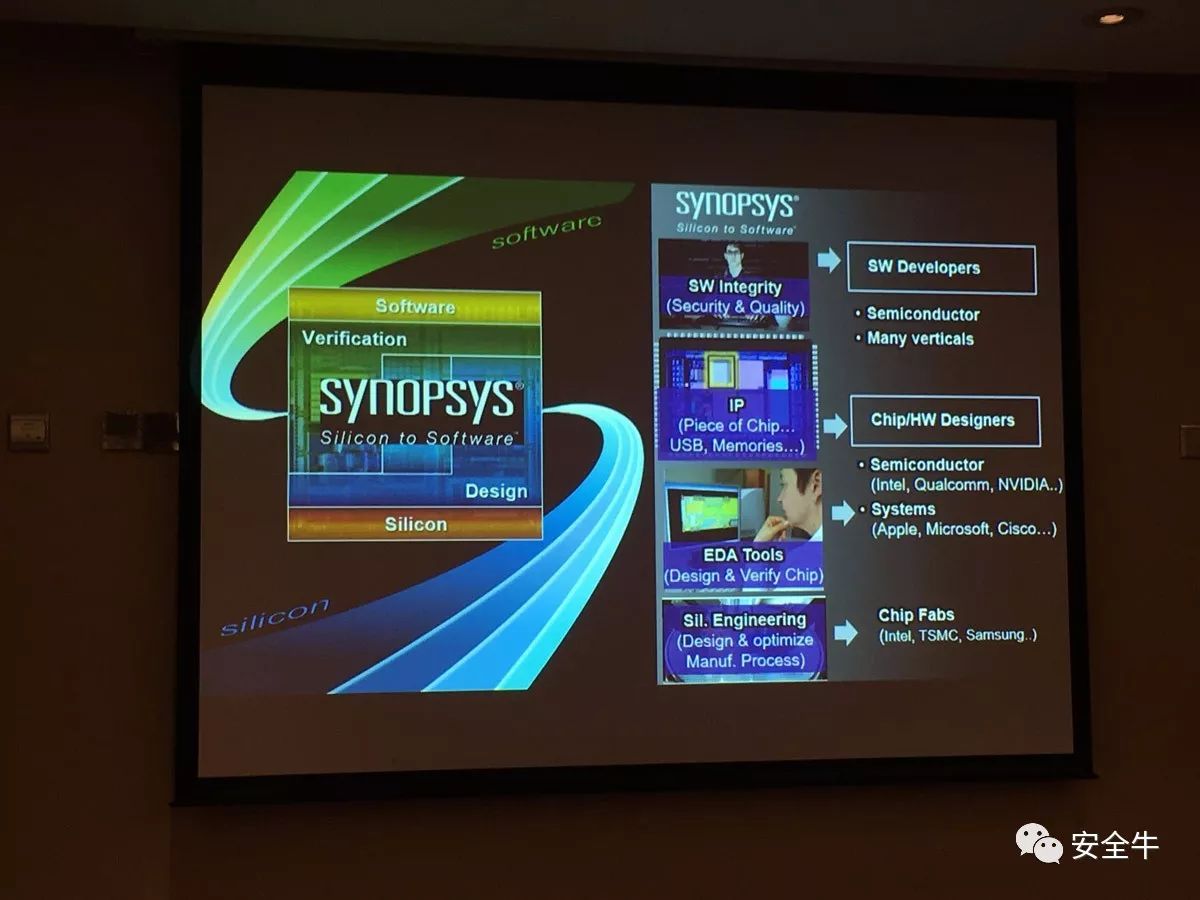 software
Software
Verification
SYNOPSYS®
Silicon to Software™
Design
Silicon
silicon
SYNOPSYS®
Silicon to Software™
SW Integrity
(Security & Quality)
SW Developers
• Semiconductor
• Many verticals
IP
(Piece of Chip...
USB, Memories...)
Chip/HW Designers
• Semiconductor
(Intel, Qualcomm, NVIDIA..)
• Systems
(Apple, Microsoft, Cisco...)
EDA Tools
(Design & Verify Chip)
Sil. Engineering
(Design & optimize
Manuf. Process)
Chip Fabs
(Intel, TSMC, Samsung..)
安全牛